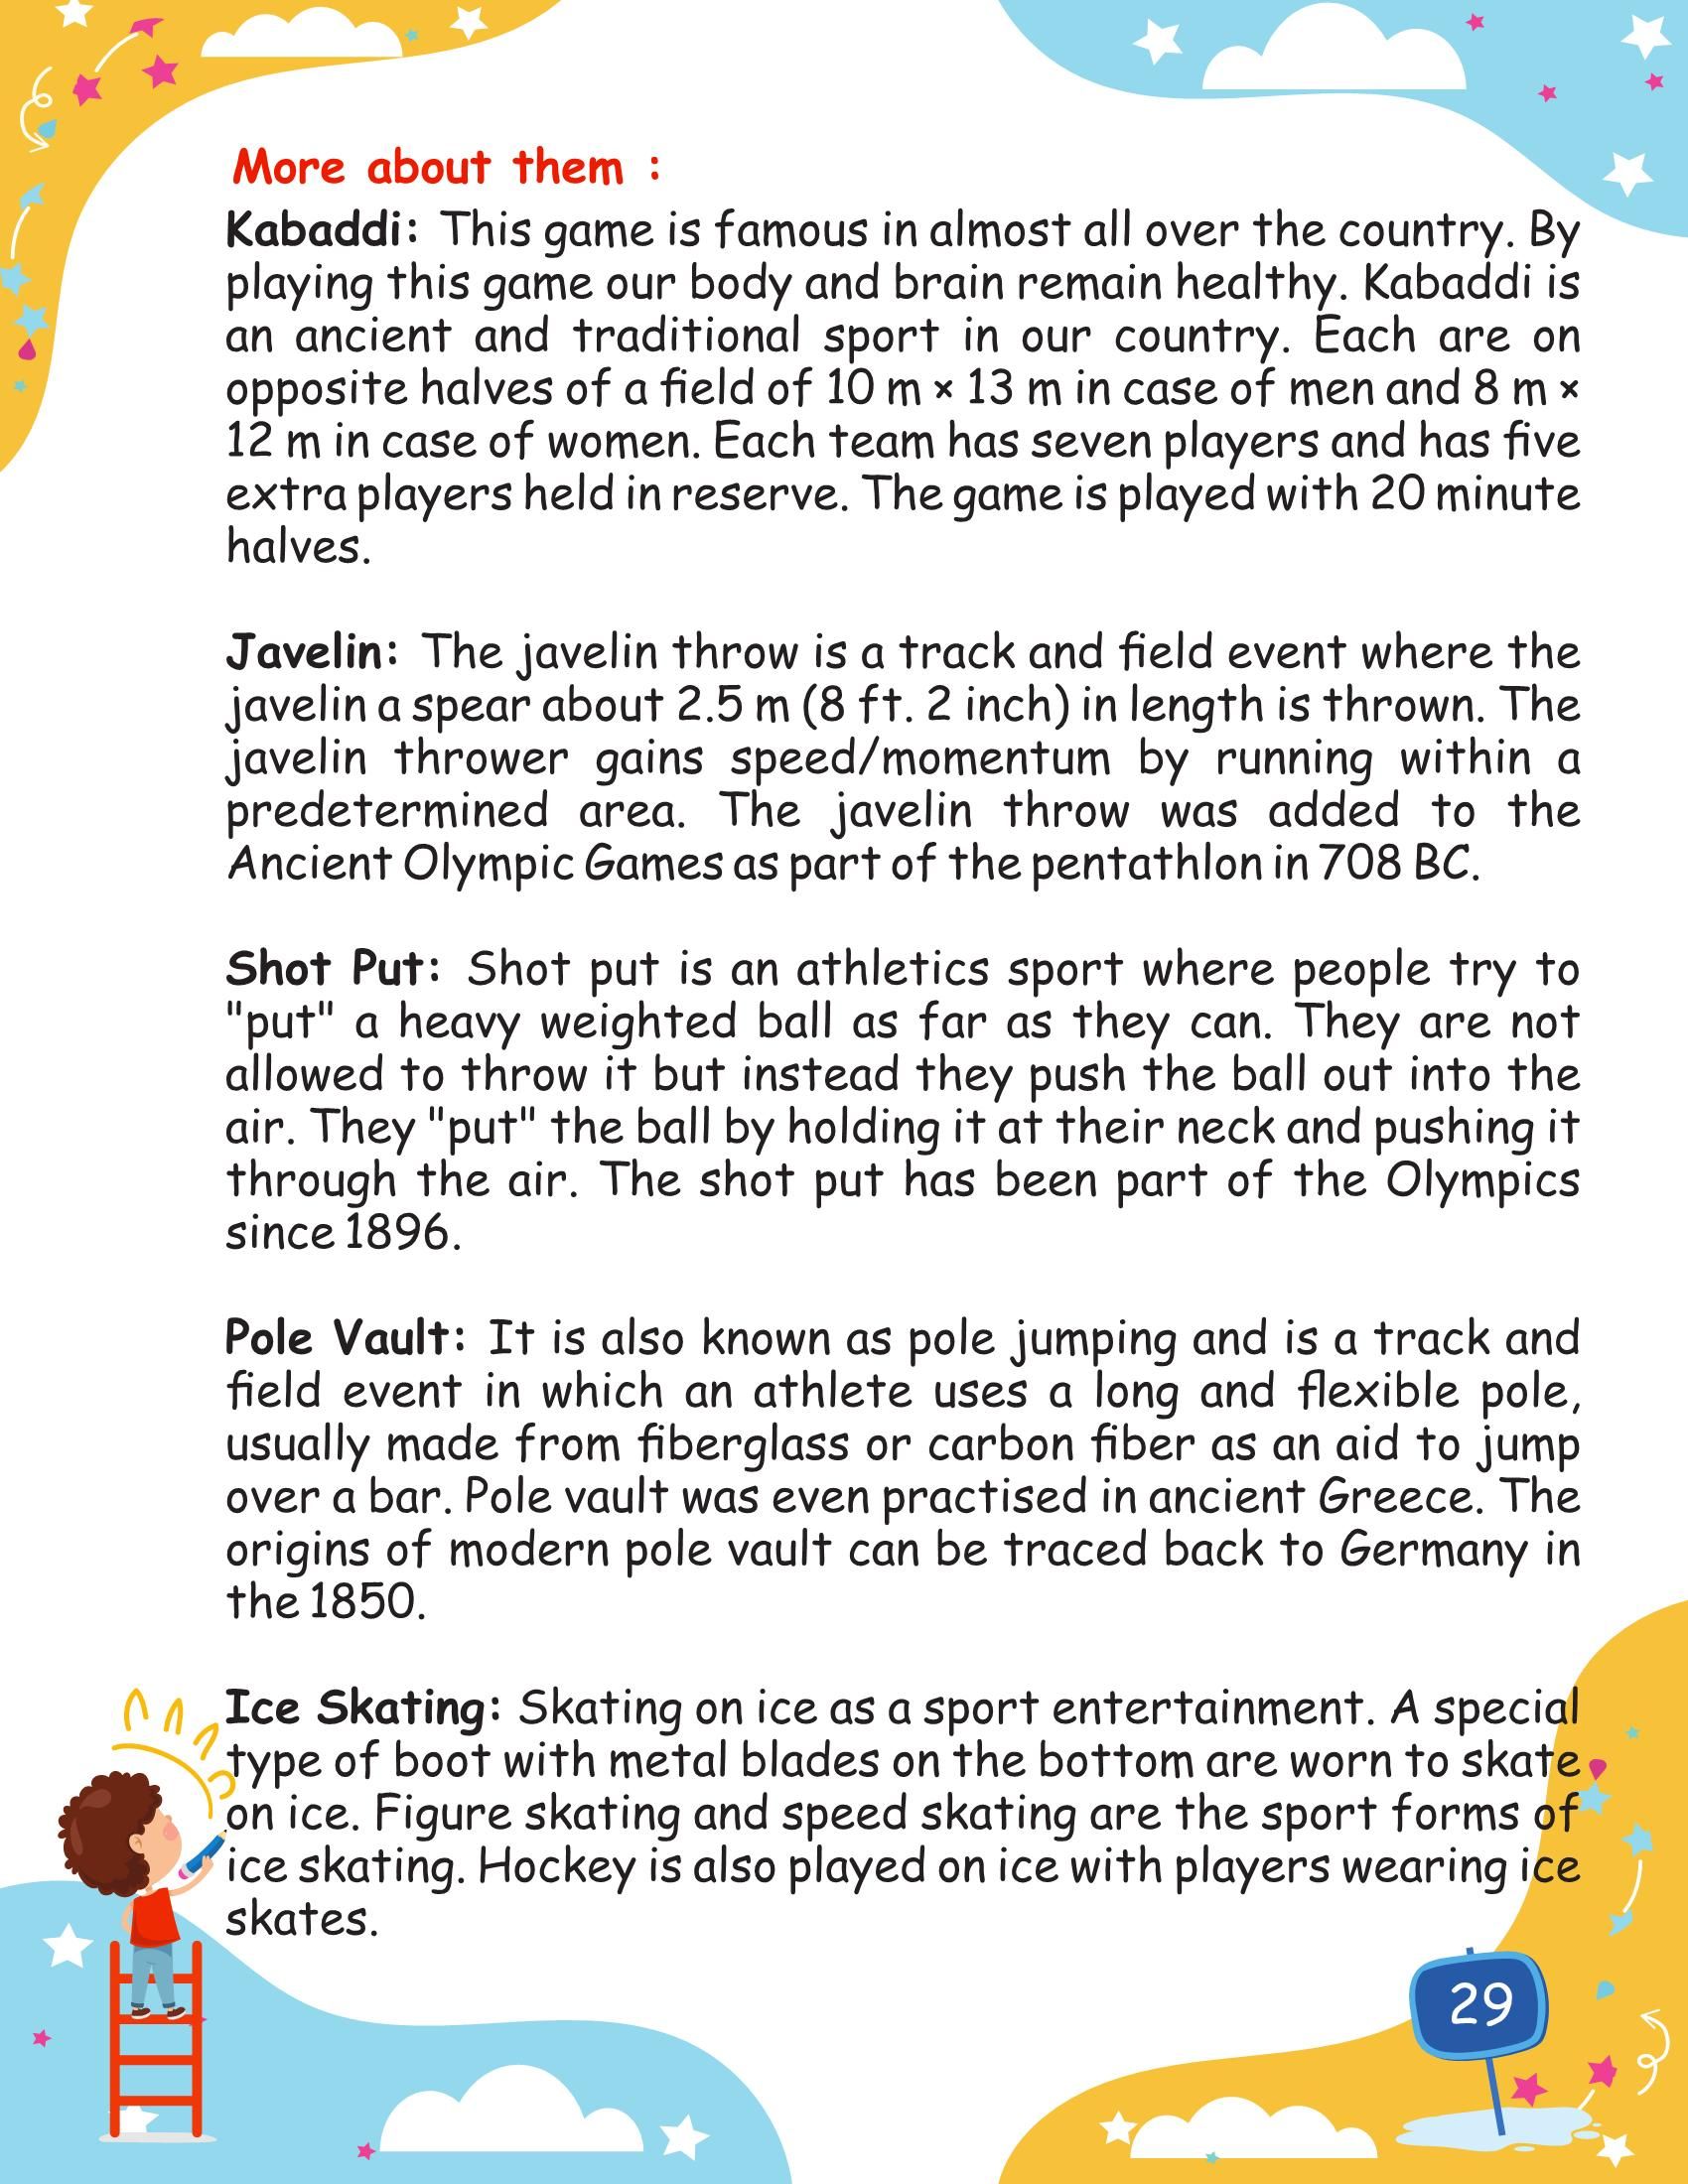 More about them :
Kabaddi: This game is famous in almost all over the country. By
playing this game our body and brain remain healthy. Kabaddi is
an ancient and traditional sport in our country. Each are on
opposite halves of a field of 10 m × 13 m in case of men and 8 m ×
12 m in case of women. Each team has seven players and has five
extra players held in reserve. The game is played with 20 minute
halves.
Javelin: The javelin throw is a track and field event where the
javelin a spear about 2.5 m (8 ft. 2 inch) in length is thrown. The
javelin thrower gains speed/momentum by running within a
predetermined area. The javelin throw was added to the
Ancient Olympic Games as part of the pentathlon in 708 BC.
Shot Put: Shot put is an athletics sport where people try to
"put" a heavy weighted ball as far as they can. They are not
allowed to throw it but instead they push the ball out into the
air. They "put" the ball by holding it at their neck and pushing it
through the air. The shot put has been part of the Olympics
since 1896.
Pole Vault: It is also known as pole jumping and is a track and
field event in which an athlete uses a long and flexible pole,
usually made from fiberglass or carbon fiber as an aid to jump
over a bar. Pole vault was even practised in ancient Greece. The
origins of modern pole vault can be traced back to Germany in
the 1850.
Ice Skating: Skating on ice as a sport entertainment. A special
type of boot with metal blades on the bottom are worn to skate
on ice. Figure skating and speed skating are the sport forms of
ice skating. Hockey is also played on ice with players wearing ice
skates.
29